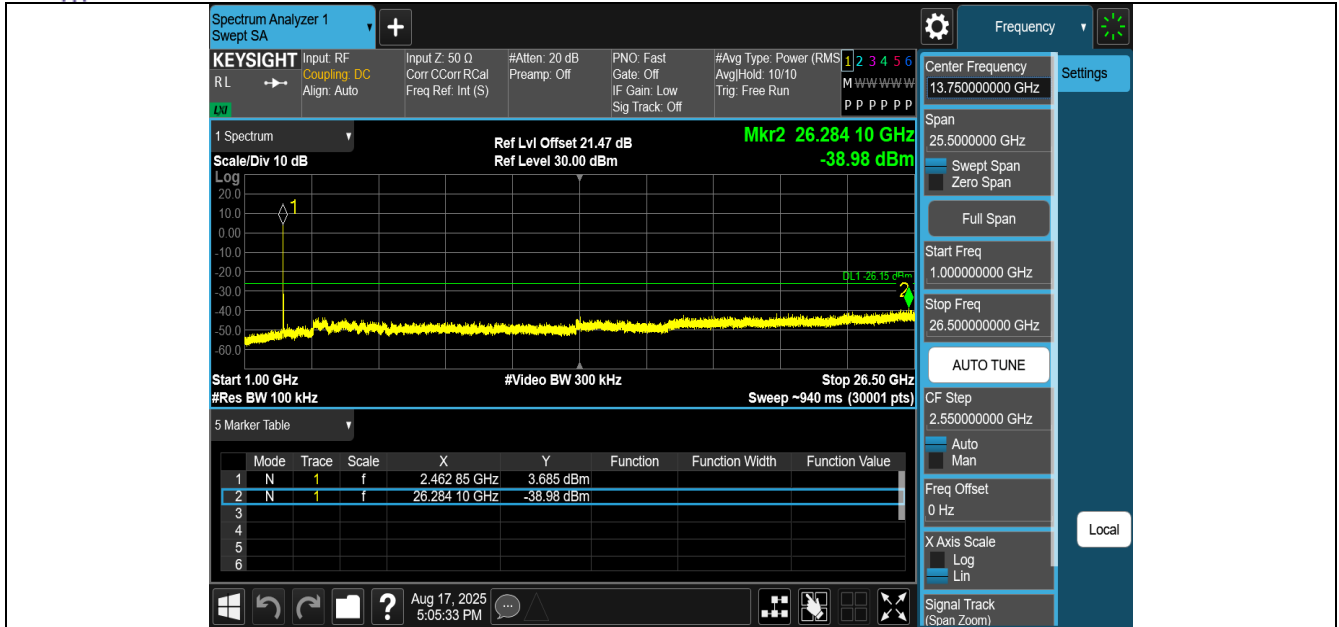 Spectrum Analyzer 1
Swept SA
+
Frequency
KEYSIGHT
RL
LXI
Input: RF
Coupling: DC
Align: Auto
Input Z: 50 Ω
Corr CCorr RCal
Freq Ref: Int (S)
#Atten: 20 dB
Preamp: Off
PNO: Fast
Gate: Off
IF Gain: Low
Sig Track: Off
#Avg Type: Power (RMS
Avg|Hold: 10/10
Trig: Free Run
1 2 3 4 5 6
M W W W W W
P P P P P P
1 Spectrum
Scale/Div 10 dB
Ref Lvl Offset 21.47 dB
Ref Level 30.00 dBm
Mkr2 26.284 10 GHz
-38.98 dBm
Log
20.0
10.0
0.00
-10.0
-20.0
-30.0
-40.0
-50.0
-60.0
1
DL1 -26.15 dBm
2
Start 1.00 GHz
#Video BW 300 kHz
Stop 26.50 GHz
#Res BW 100 kHz
Sweep ~940 ms (30001 pts)
5 Marker Table
Mode Trace Scale X Y Function Function Width Function Value
1 N 1 f 2.462 85 GHz 3.685 dBm
2 N 1 f 26.284 10 GHz -38.98 dBm
3
4
5
6
Aug 17, 2025
5:05:33 PM
?
Center Frequency
13.750000000 GHz
Settings
Span
25.5000000 GHz
Swept Span
Zero Span
Full Span
Start Freq
1.000000000 GHz
Stop Freq
26.500000000 GHz
AUTO TUNE
CF Step
2.550000000 GHz
Auto
Man
Freq Offset
0 Hz
Local
X Axis Scale
Log
Lin
Signal Track
(Span Zoom)